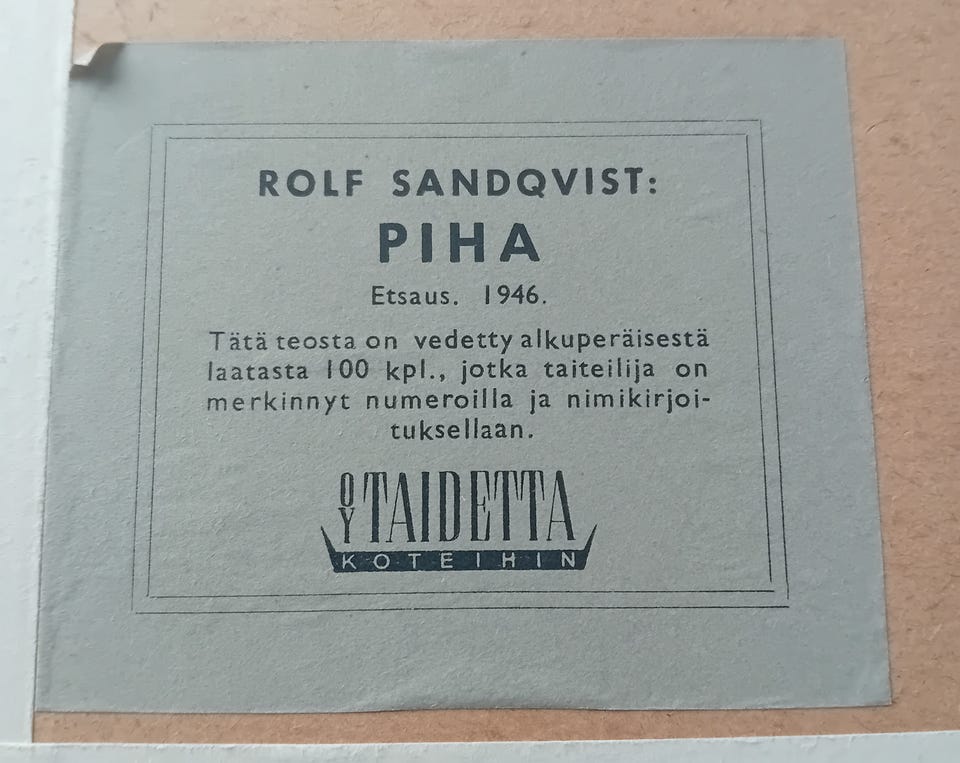 ROLF SANDQVIST:
PIHA
Etsaus. 1946.
Tätä teosta on vedetty alkuperäisestä
laatasta 100 kpl., jotka taiteilija on
merkinnyt numeroilla ja nimikirjoi-
tuksellaan.
OY TAIDETTA
KOTEIHIN